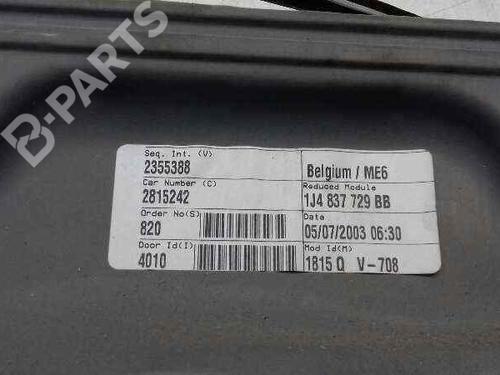 B-PARTS
Seq. Int. (V)
2355388
Belgium / ME6
Car Number (C)
2815242
Reduced Module
1J4 837 729 BB
Order No(S)
820
Date
05/07/2003 06:30
Door Id(I)
4010
Mod Id(M)
1815 Q V-708